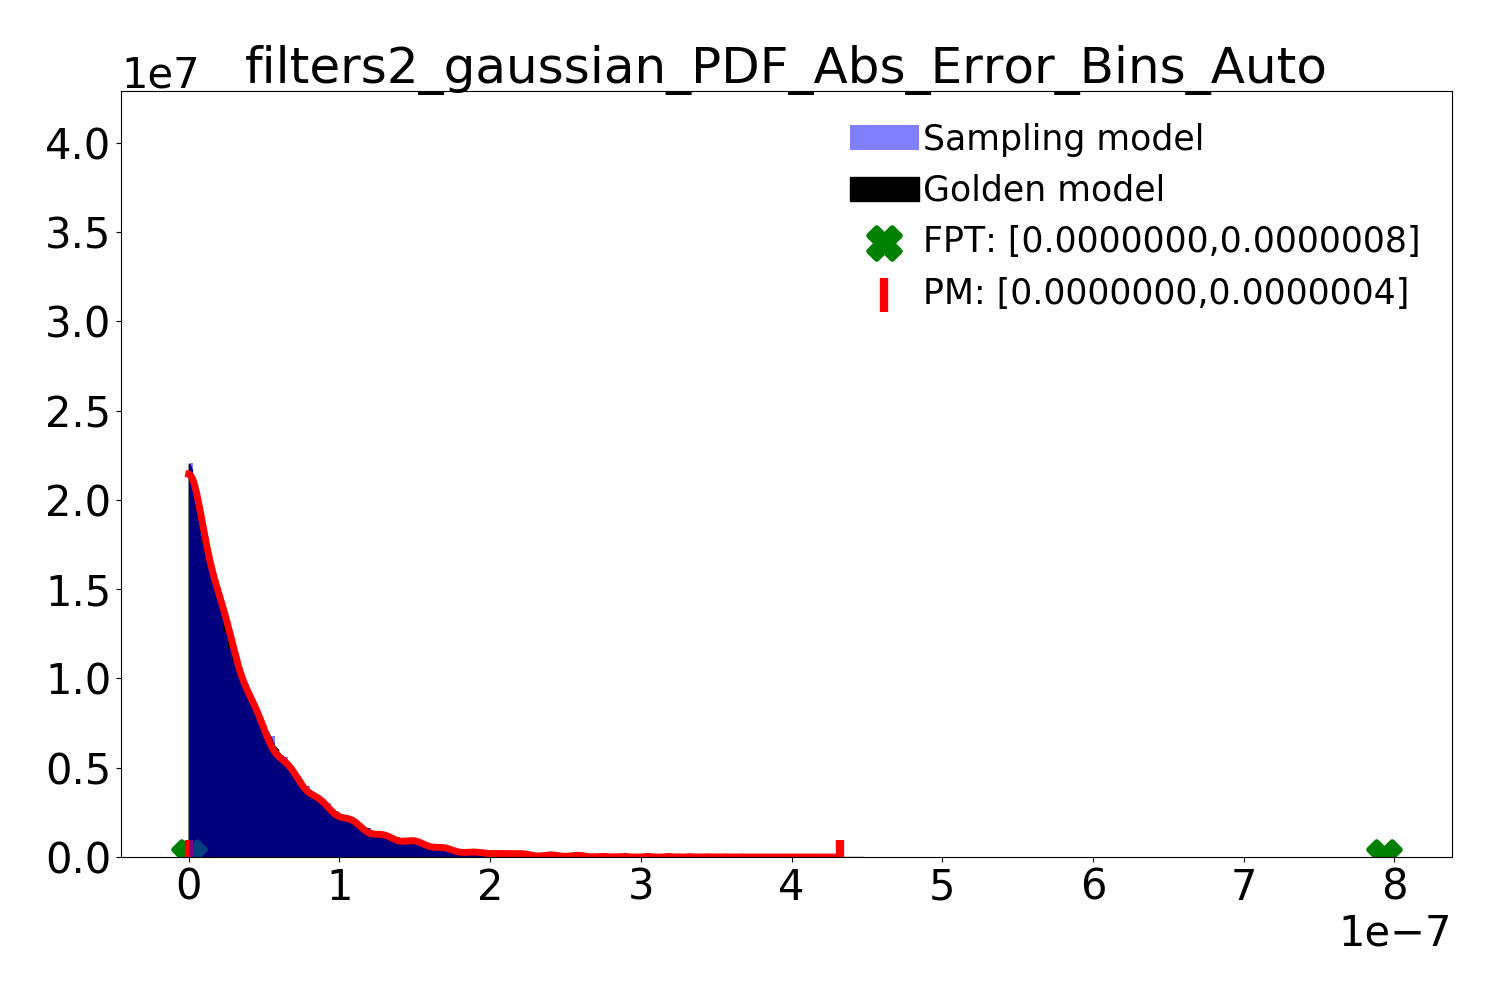 filters2_gaussian_PDF_Abs_Error_Bins_Auto
1e7
4.0
3.5
3.0
2.5
2.0
1.5
1.0
0.5
0.0
Sampling model
Golden model
FPT: [0.0000000,0.0000008]
PM: [0.0000000,0.0000004]
0 1 2 3 4 5 6 7 8
1e−7